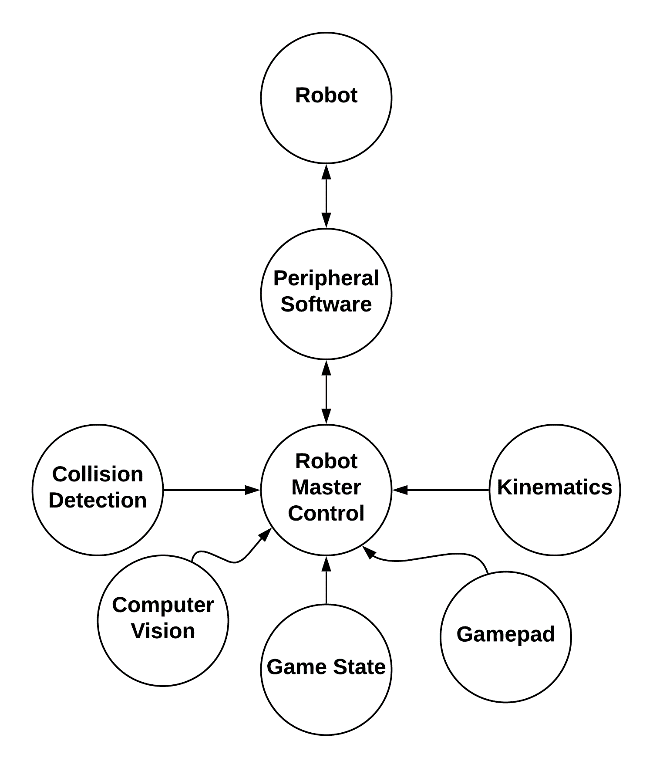 Robot
Peripheral
Software
Robot
Master
Control
Collision
Detection
Kinematics
Computer
Vision
Game State
Gamepad